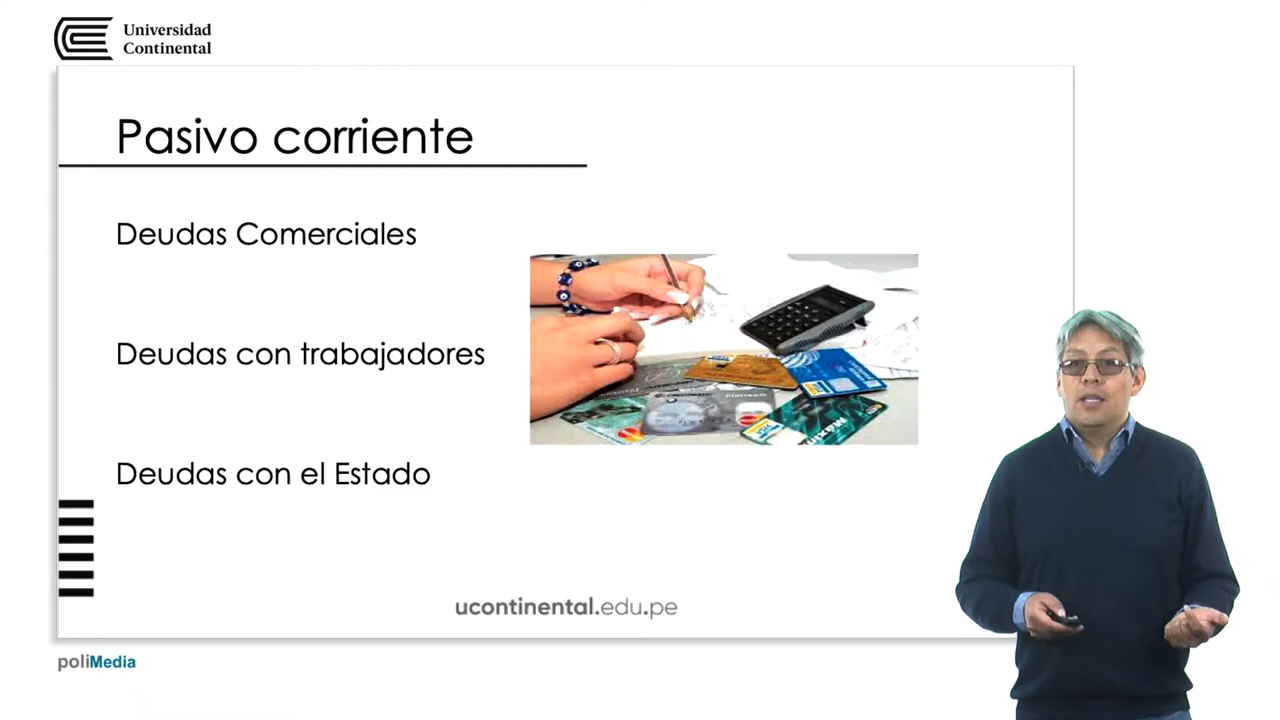 Universidad
Continental
Pasivo corriente
Deudas Comerciales
Deudas con trabajadores
Deudas con el Estado
ucontinental.edu.pe
poliMedia